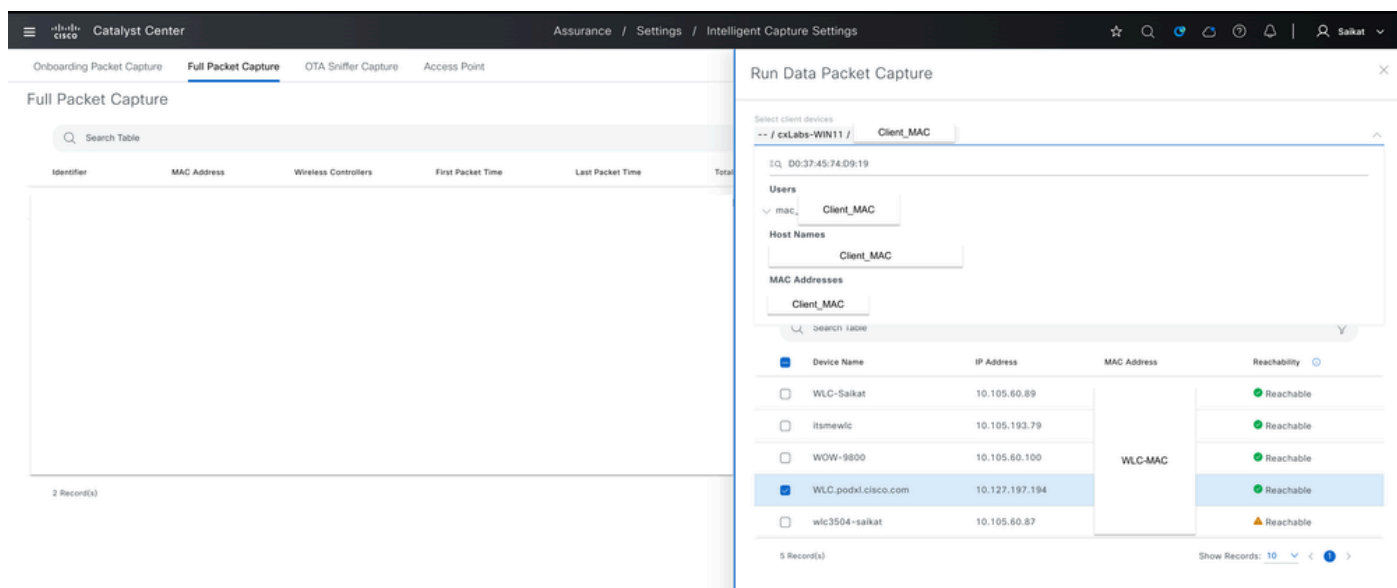 CISCO Catalyst Center Assurance / Settings / Intelligent Capture Settings Saikat
Onboarding Packet Capture Full Packet Capture OTA Sniffer Capture Access Point
Full Packet Capture
Search Table
Identifier MAC Address Wireless Controllers First Packet Time Last Packet Time Total
2 Record(s)
Run Data Packet Capture
Select client devices
-- / cxLabs-WIN11 / Client_MAC
D0:37:45:74:D9:19
Users
mac_ Client_MAC
Host Names
Client_MAC
MAC Addresses
Client_MAC
Search Table
Device Name IP Address MAC Address Reachability
WLC-Saikat 10.105.60.89 Reachable
itsmewlc 10.105.193.79 Reachable
WOW-9800 10.105.60.100 WLC-MAC Reachable
WLC.podxl.cisco.com 10.127.197.194 Reachable
wlc3504-saikat 10.105.60.87 Reachable
5 Record(s) Show Records: 10 1